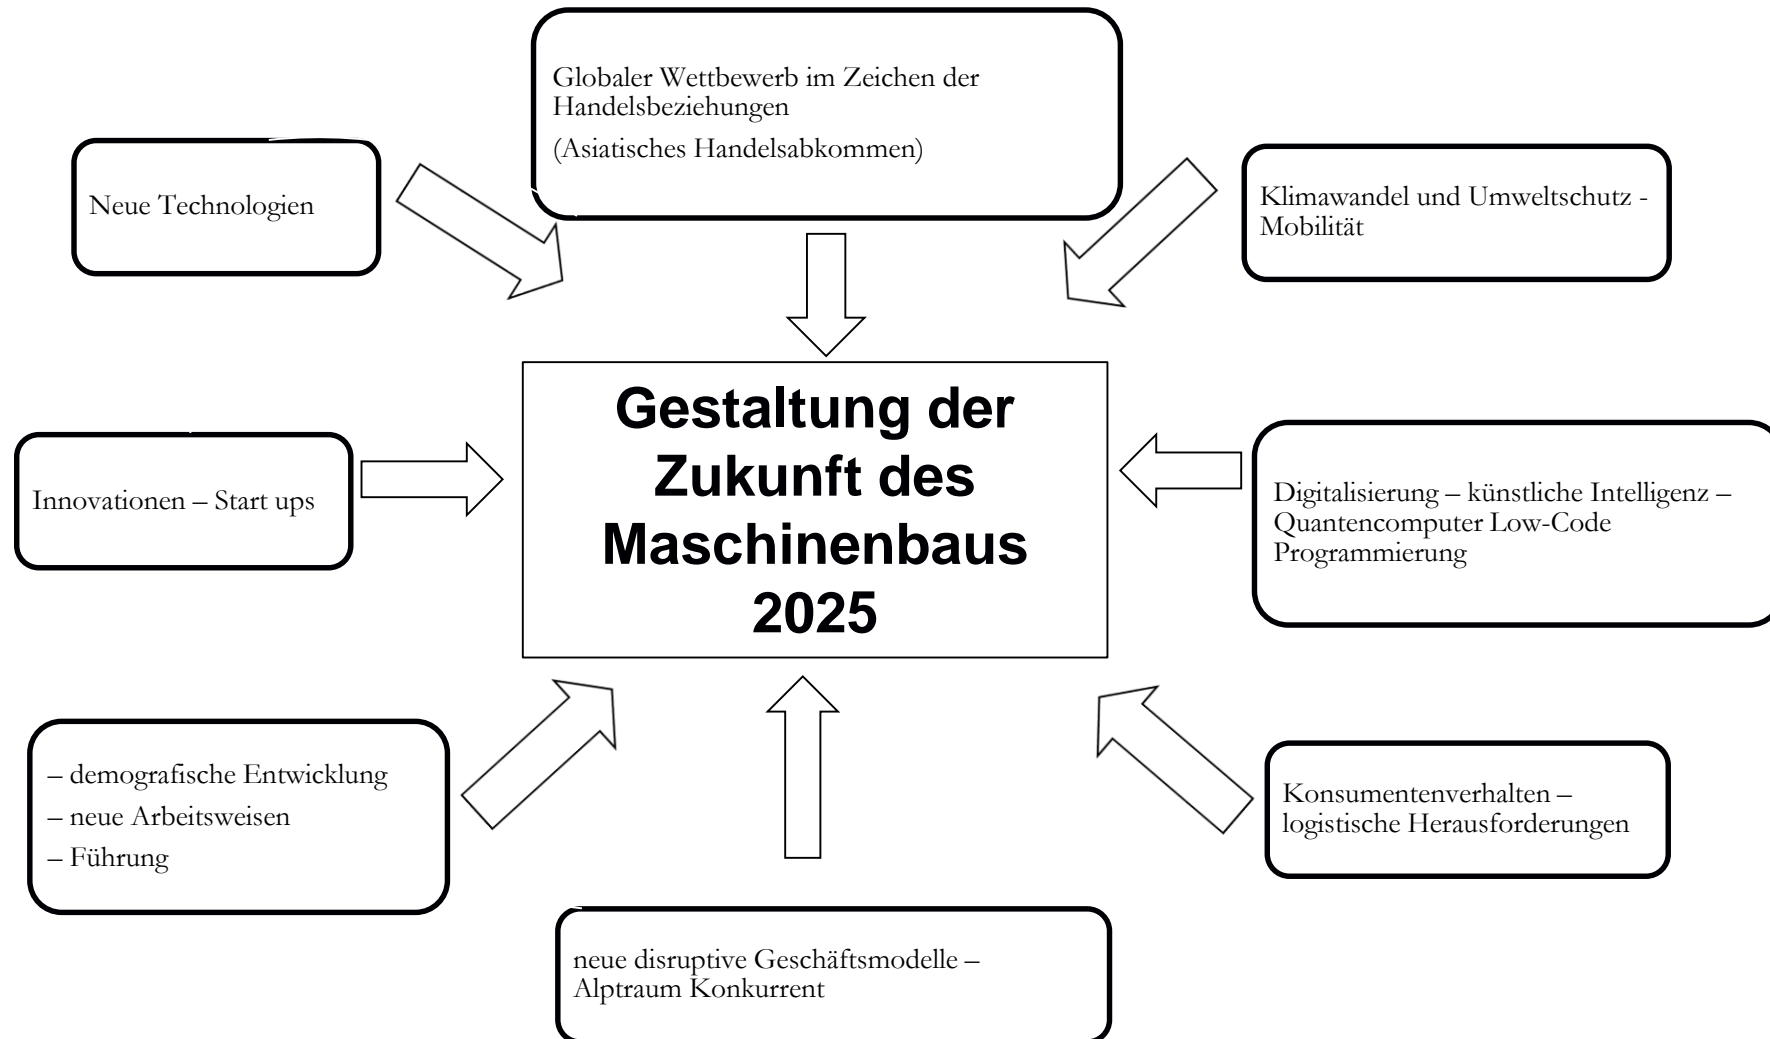 Globaler Wettbewerb im Zeichen der
Handelsbeziehungen
(Asiatisches Handelsabkommen)
Neue Technologien
Klimawandel und Umweltschutz -
Mobilität
Gestaltung der
Zukunft des
Maschinenbaus
2025
Innovationen – Start ups
Digitalisierung – künstliche Intelligenz –
Quantencomputer Low-Code
Programmierung
– demografische Entwicklung
– neue Arbeitsweisen
– Führung
Konsumentenverhalten –
logistische Herausforderungen
neue disruptive Geschäftsmodelle –
Alptraum Konkurrent